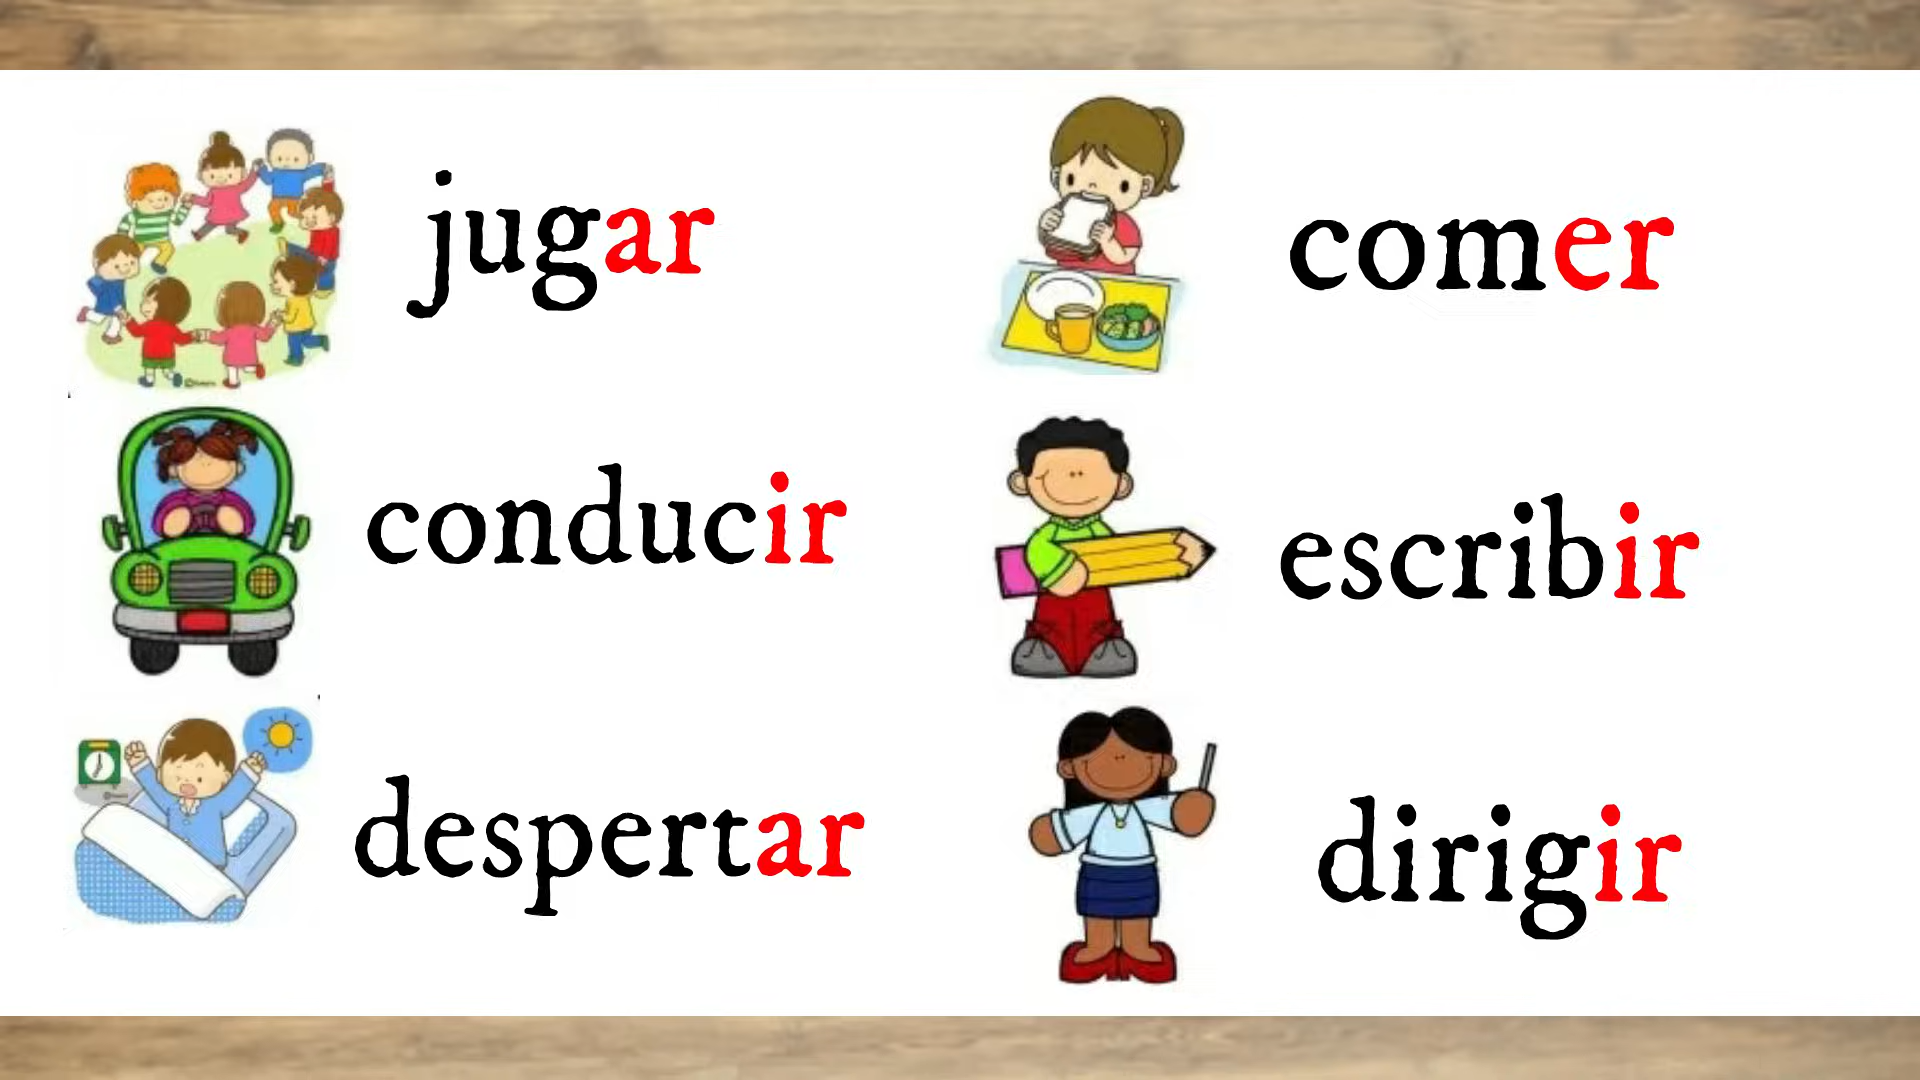 jugar
comer
conducir
escribir
despertar
dirigir